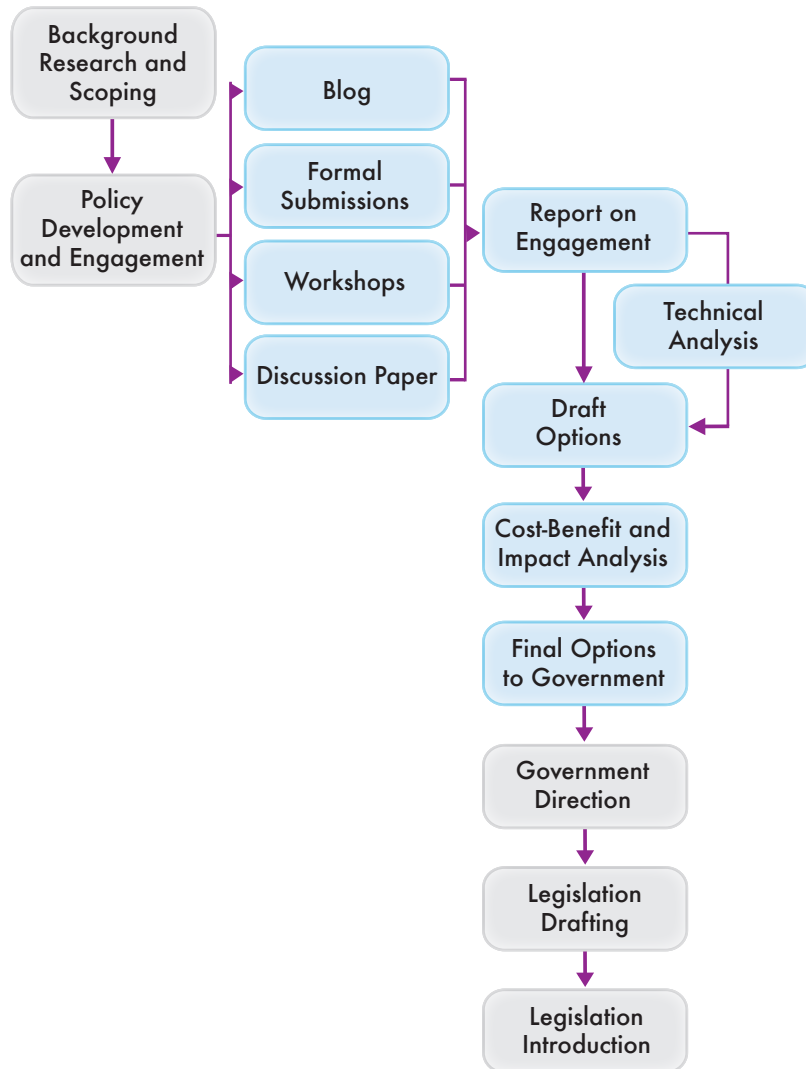 Background
Research and
Scoping
Policy
Development
and Engagement
Blog
Formal
Submissions
Workshops
Discussion Paper
Report on
Engagement
Technical
Analysis
Draft
Options
Cost-Benefit and
Impact Analysis
Final Options
to Government
Government
Direction
Legislation
Drafting
Legislation
Introduction